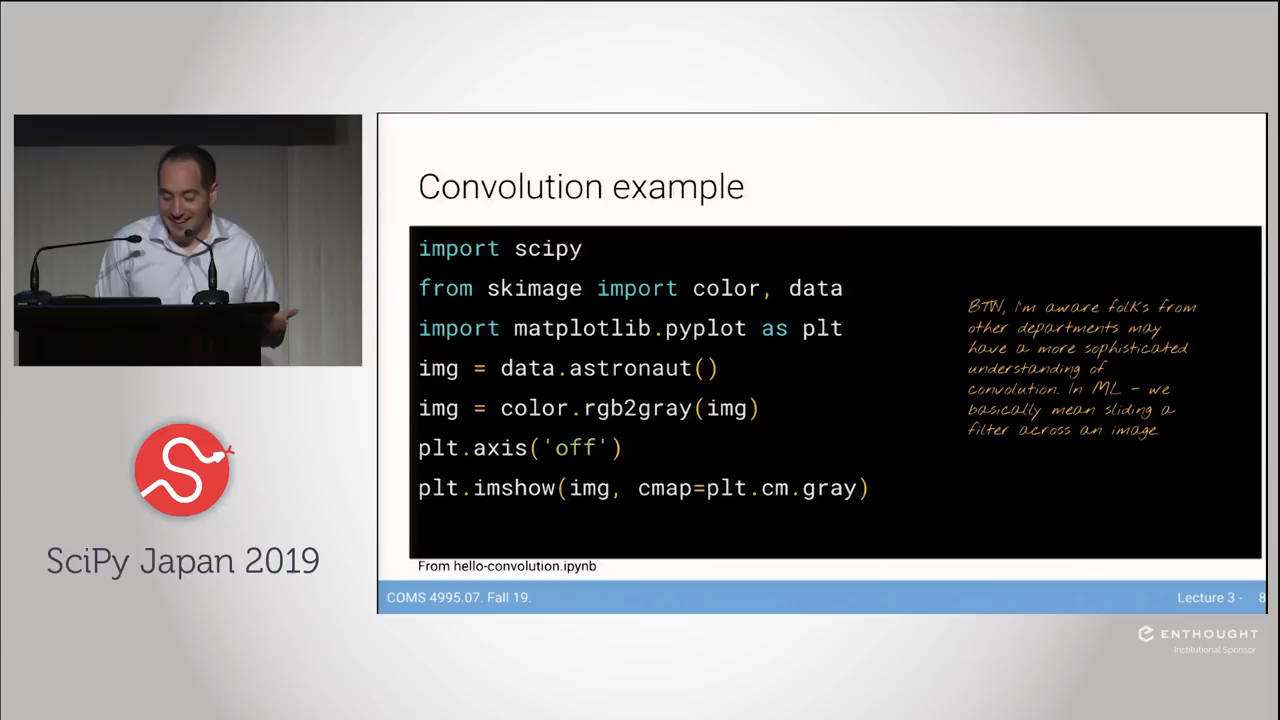 Convolution example
import scipy
from skimage import color, data
import matplotlib.pyplot as plt
img = data.astronaut()
img = color.rgb2gray(img)
plt.axis('off')
plt.imshow(img, cmap=plt.cm.gray)
BTW, I'm aware folks from
other departments may
have a more sophisticated
understanding of
convolution. In ML - we
basically mean sliding a
filter across an image.
From hello-convolution.ipynb
COMS 4995.07. Fall 19.
Lecture 3 - 8
SciPy Japan 2019
ENTHOUGHT
Institutional Sponsor